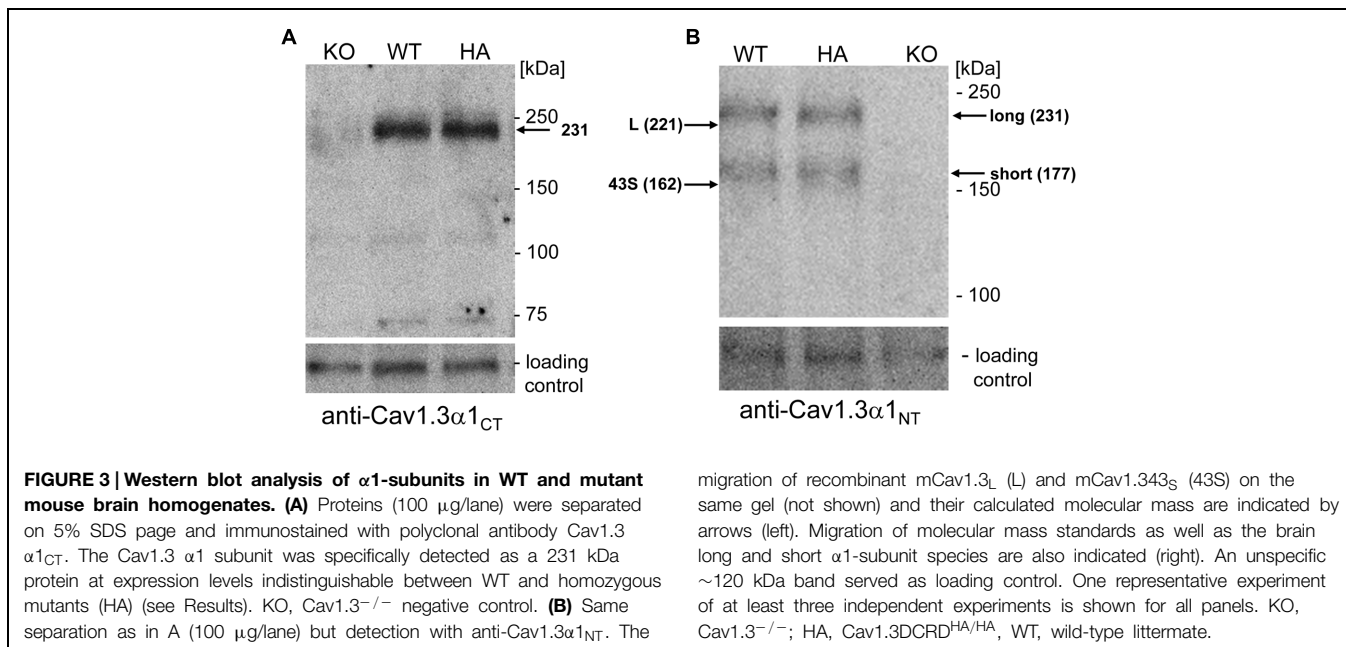 A
KO WT HA
[kDa]
- 250
231
- 150
- 100
- 75
- loading
control
anti-Cav1.3α1CT
B
WT HA KO
[kDa]
- 250
L (221)
long (231)
43S (162)
short (177)
- 150
- 100
- loading
control
anti-Cav1.3α1NT
FIGURE 3 | Western blot analysis of α1-subunits in WT and mutant
mouse brain homogenates. (A) Proteins (100 μg/lane) were separated
on 5% SDS page and immunostained with polyclonal antibody Cav1.3
α1CT. The Cav1.3 α1 subunit was specifically detected as a 231 kDa
protein at expression levels indistinguishable between WT and homozygous
mutants (HA) (see Results). KO, Cav1.3−/− negative control. (B) Same
separation as in A (100 μg/lane) but detection with anti-Cav1.3α1NT. The
migration of recombinant mCav1.3L (L) and mCav1.343S (43S) on the
same gel (not shown) and their calculated molecular mass are indicated by
arrows (left). Migration of molecular mass standards as well as the brain
long and short α1-subunit species are also indicated (right). An unspecific
∼120 kDa band served as loading control. One representative experiment
of at least three independent experiments is shown for all panels. KO,
Cav1.3−/−; HA, Cav1.3DCRDHA/HA, WT, wild-type littermate.